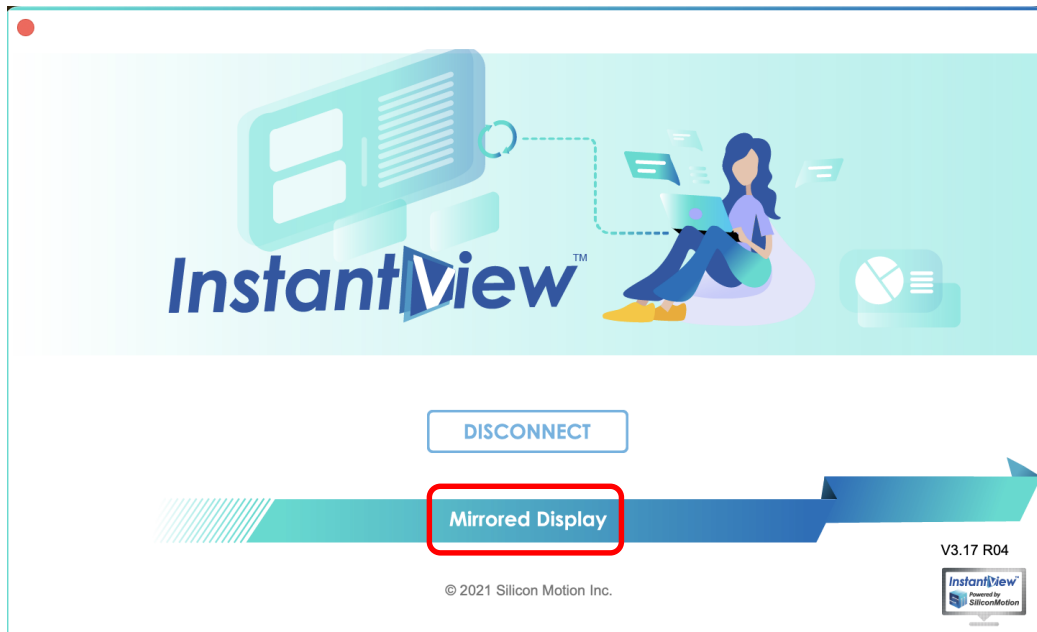 InstantView™
DISCONNECT
Mirrored Display
V3.17 R04
© 2021 Silicon Motion Inc.
InstantView™
Powered by
SiliconMotion